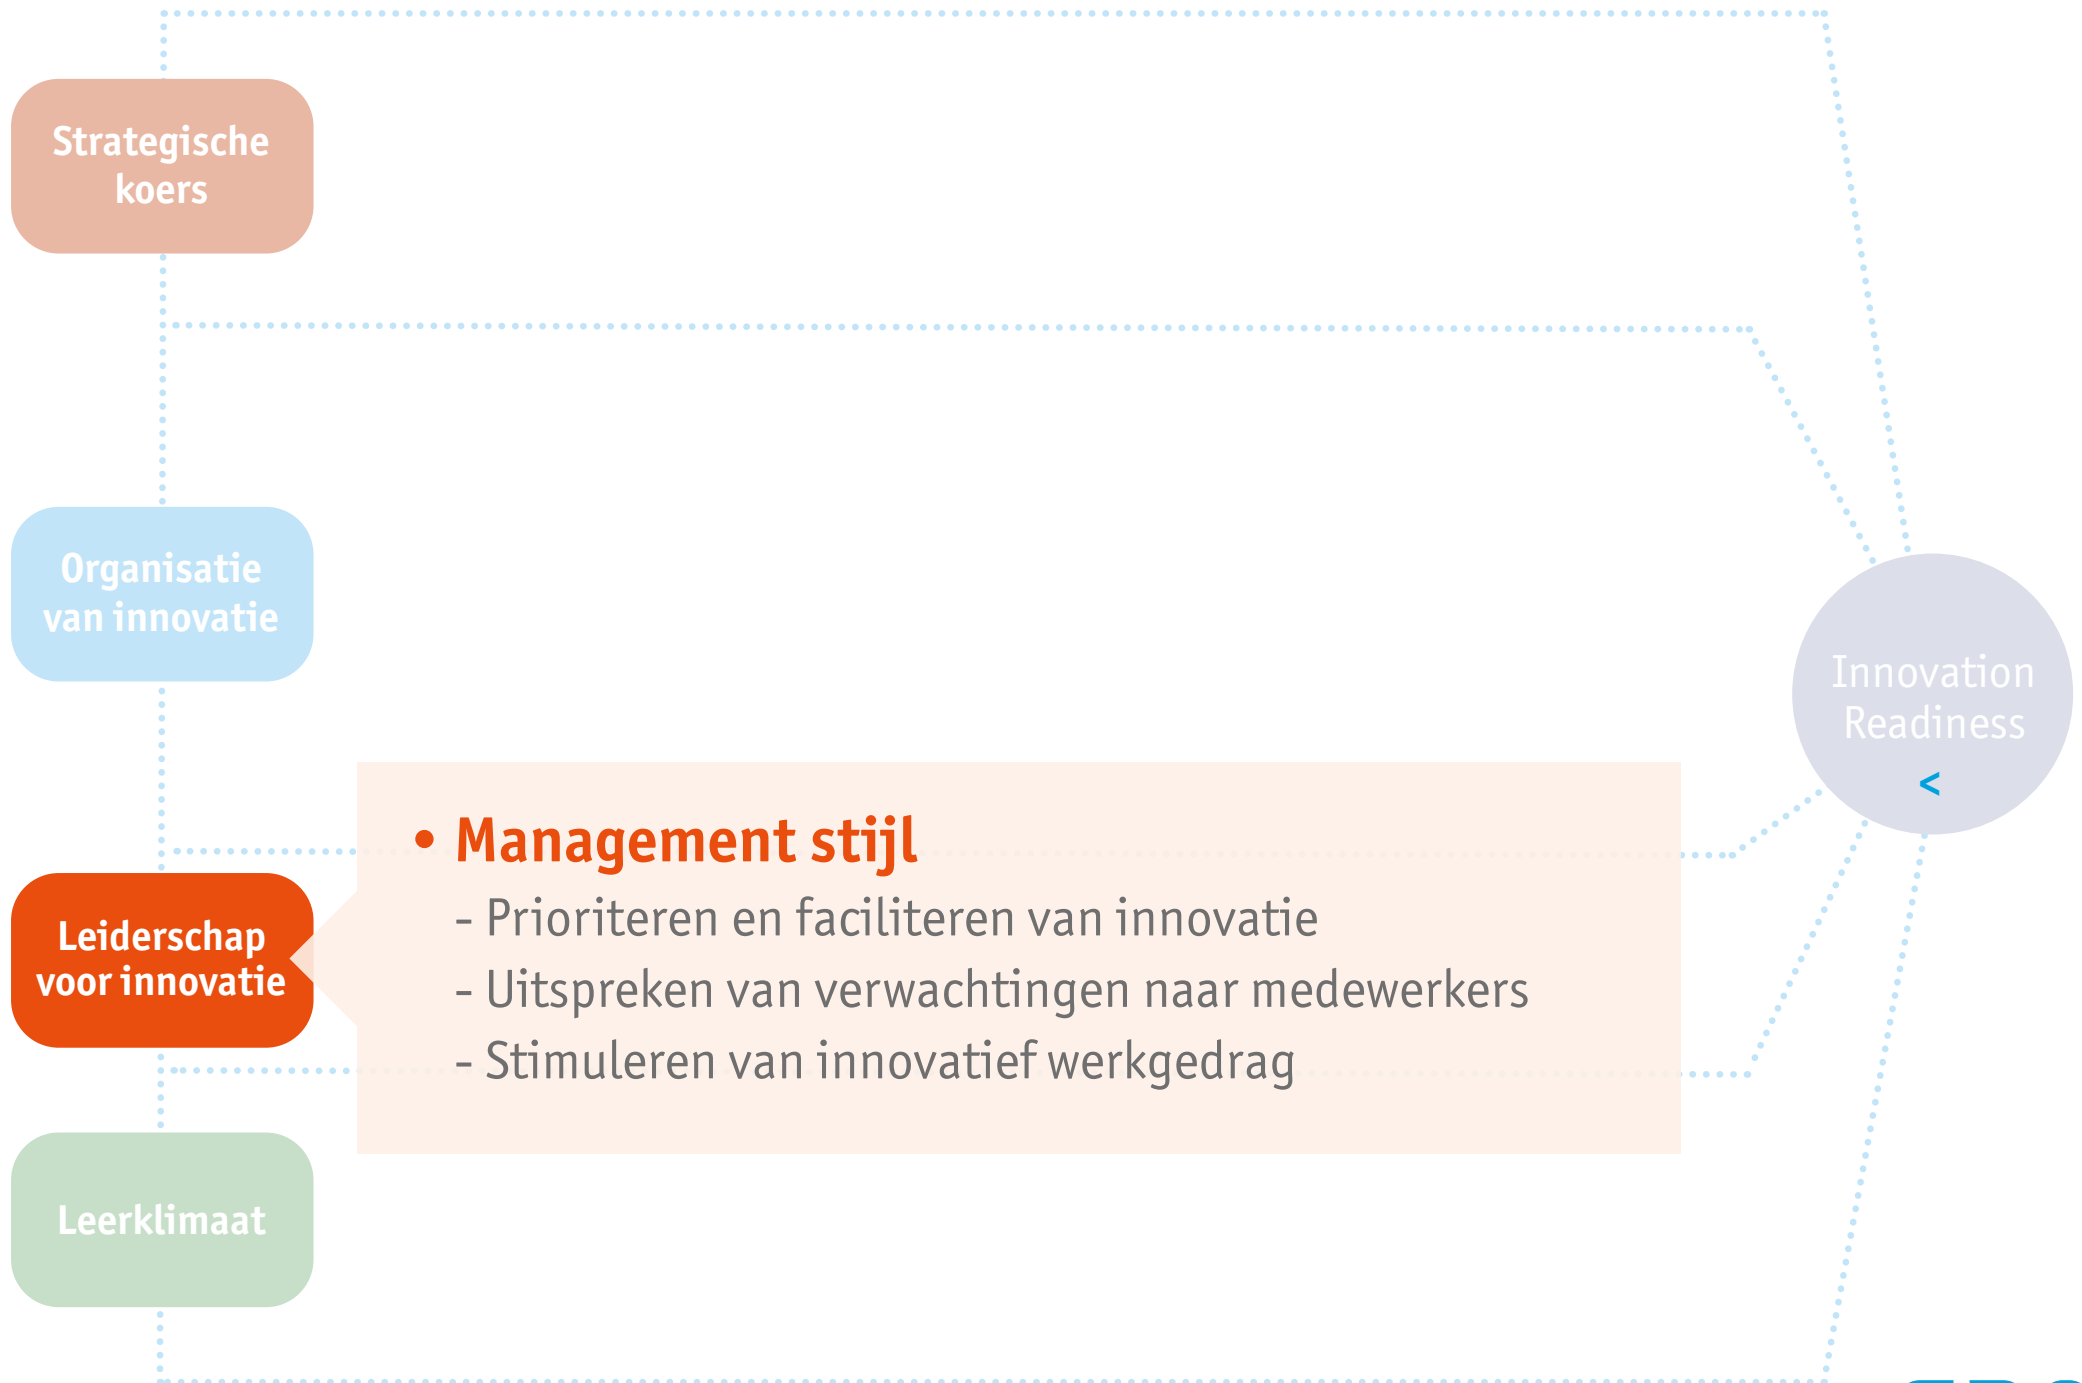 Strategische
koers
Organisatie
van innovatie
Innovation
Readiness
<
• Management stijl
- Prioriteren en faciliteren van innovatie
- Uitspreken van verwachtingen naar medewerkers
- Stimuleren van innovatief werkgedrag
Leiderschap
voor innovatie
Leerklimaat